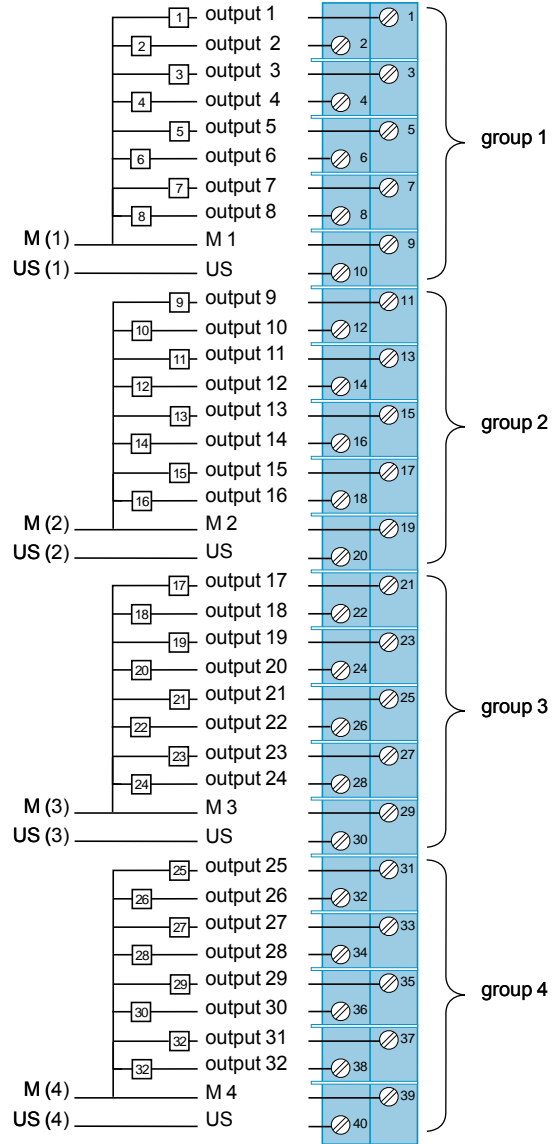 1 output 1 1
2 output 2 2
3 output 3 3
4 output 4 4
5 output 5 5
6 output 6 6
7 output 7 7
8 output 8 8
M (1) M 1 9
US (1) US 10
group 1
9 output 9 11
10 output 10 12
11 output 11 13
12 output 12 14
13 output 13 15
14 output 14 16
15 output 15 17
16 output 16 18
M (2) M 2 19
US (2) US 20
group 2
17 output 17 21
18 output 18 22
19 output 19 23
20 output 20 24
21 output 21 25
22 output 22 26
23 output 23 27
24 output 24 28
M (3) M 3 29
US (3) US 30
group 3
25 output 25 31
26 output 26 32
27 output 27 33
28 output 28 34
29 output 29 35
30 output 30 36
32 output 31 37
32 output 32 38
M (4) M 4 39
US (4) US 40
group 4